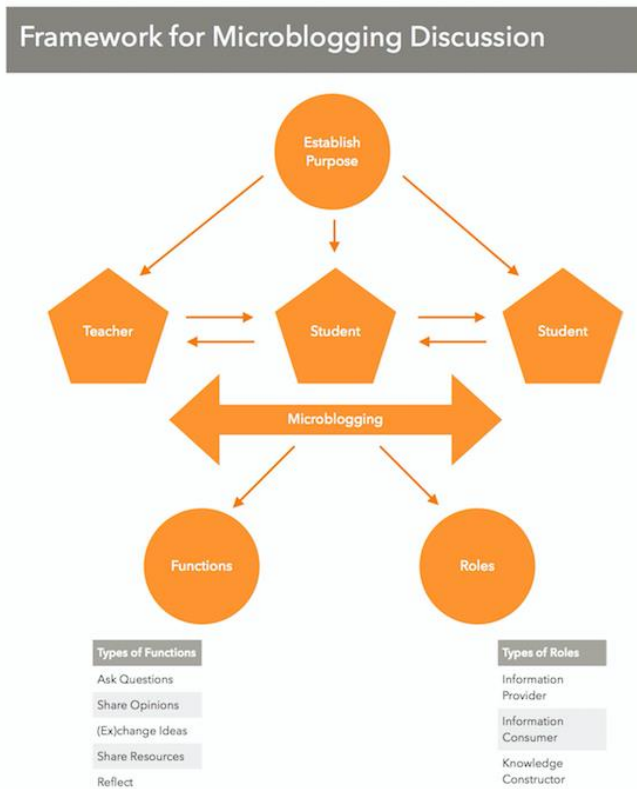 Framework for Microblogging Discussion
Establish
Purpose
Teacher
Student
Student
Microblogging
Functions
Roles
Types of Functions
Ask Questions
Share Opinions
(Ex)change Ideas
Share Resources
Reflect
Types of Roles
Information
Provider
Information
Consumer
Knowledge
Constructor